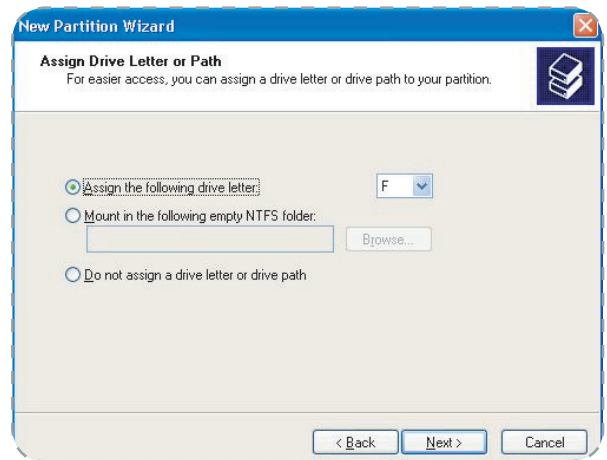 New Partition Wizard
Assign Drive Letter or Path
For easier access, you can assign a drive letter or drive path to your partition.
Assign the following drive letter:
F
Mount in the following empty NTFS folder:
Browse...
Do not assign a drive letter or drive path
< Back
Next >
Cancel